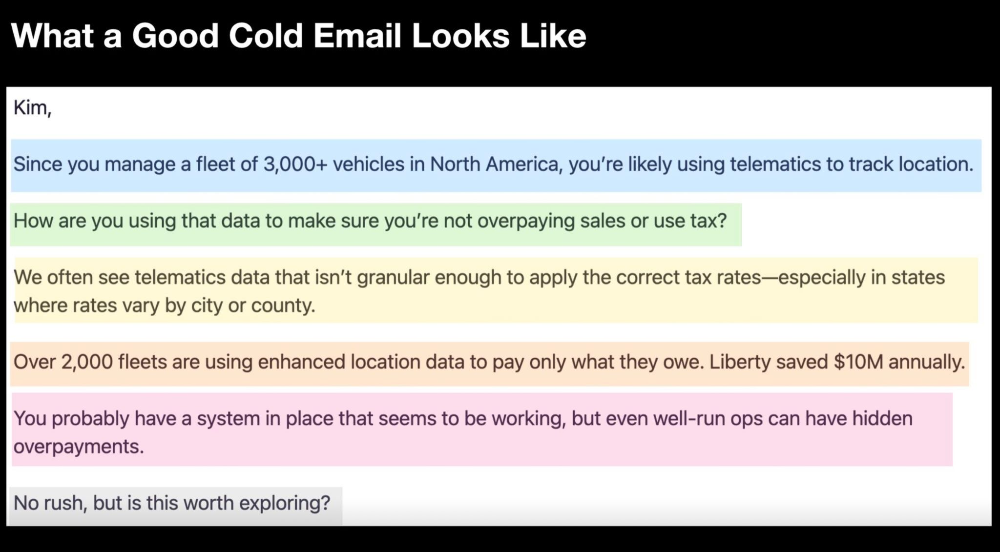 What a Good Cold Email Looks Like
Kim,
Since you manage a fleet of 3,000+ vehicles in North America, you’re likely using telematics to track location.
How are you using that data to make sure you’re not overpaying sales or use tax?
We often see telematics data that isn’t granular enough to apply the correct tax rates—especially in states
where rates vary by city or county.
Over 2,000 fleets are using enhanced location data to pay only what they owe. Liberty saved $10M annually.
You probably have a system in place that seems to be working, but even well-run ops can have hidden
overpayments.
No rush, but is this worth exploring?